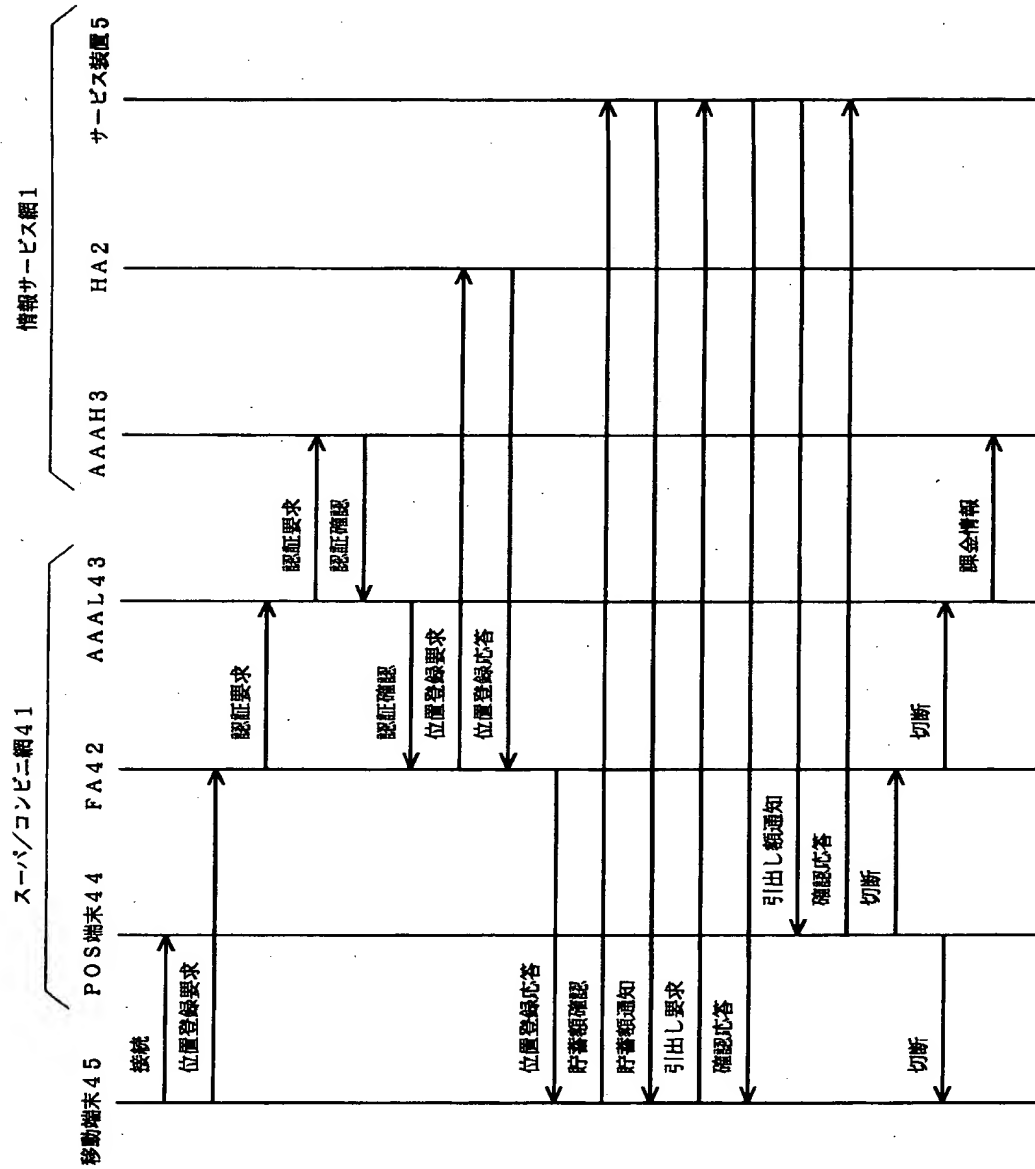 スーパ/コンビニ網41
情報サービス網1
移動端末45
POS端末44
FA42
AAAL43
AAAH3
HA2
サービス装置5
接続
位置登録要求
認証要求
認証要求
認証確認
認証確認
位置登録要求
位置登録応答
位置登録応答
貯蓄額確認
貯蓄額通知
引出し要求
確認応答
引出し額通知
確認応答
切断
切断
切断
課金情報